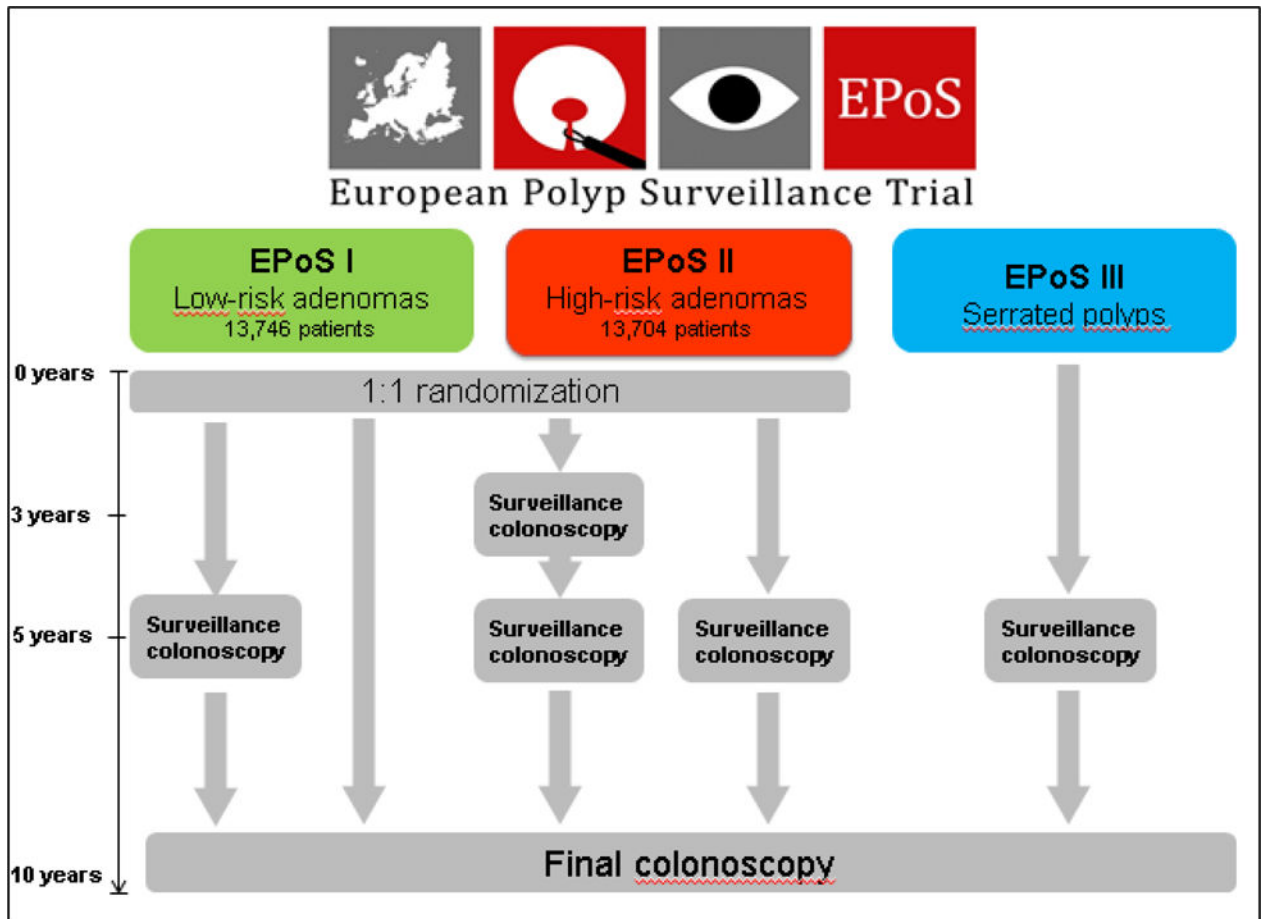 EPoS
European Polyp Surveillance Trial
EPoS I
Low-risk adenomas
13,746 patients
EPoS II
High-risk adenomas
13,704 patients
EPoS III
Serrated polyps
0 years
1:1 randomization
3 years
Surveillance
colonoscopy
5 years
Surveillance
colonoscopy
Surveillance
colonoscopy
Surveillance
colonoscopy
Surveillance
colonoscopy
10 years
Final colonoscopy